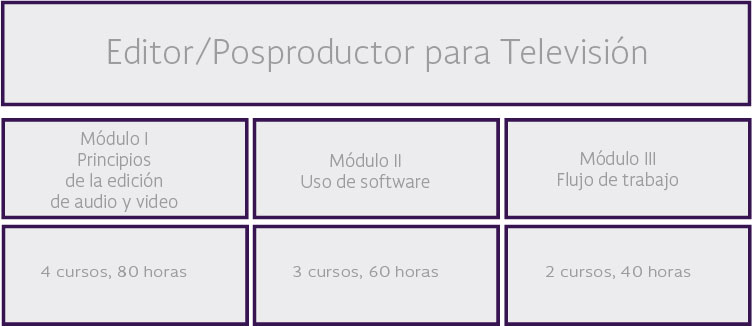 Editor/Posproductor para Televisión
Módulo I
Principios
de la edición
de audio y video
Módulo II
Uso de software
Módulo III
Flujo de trabajo
4 cursos, 80 horas
3 cursos, 60 horas
2 cursos, 40 horas